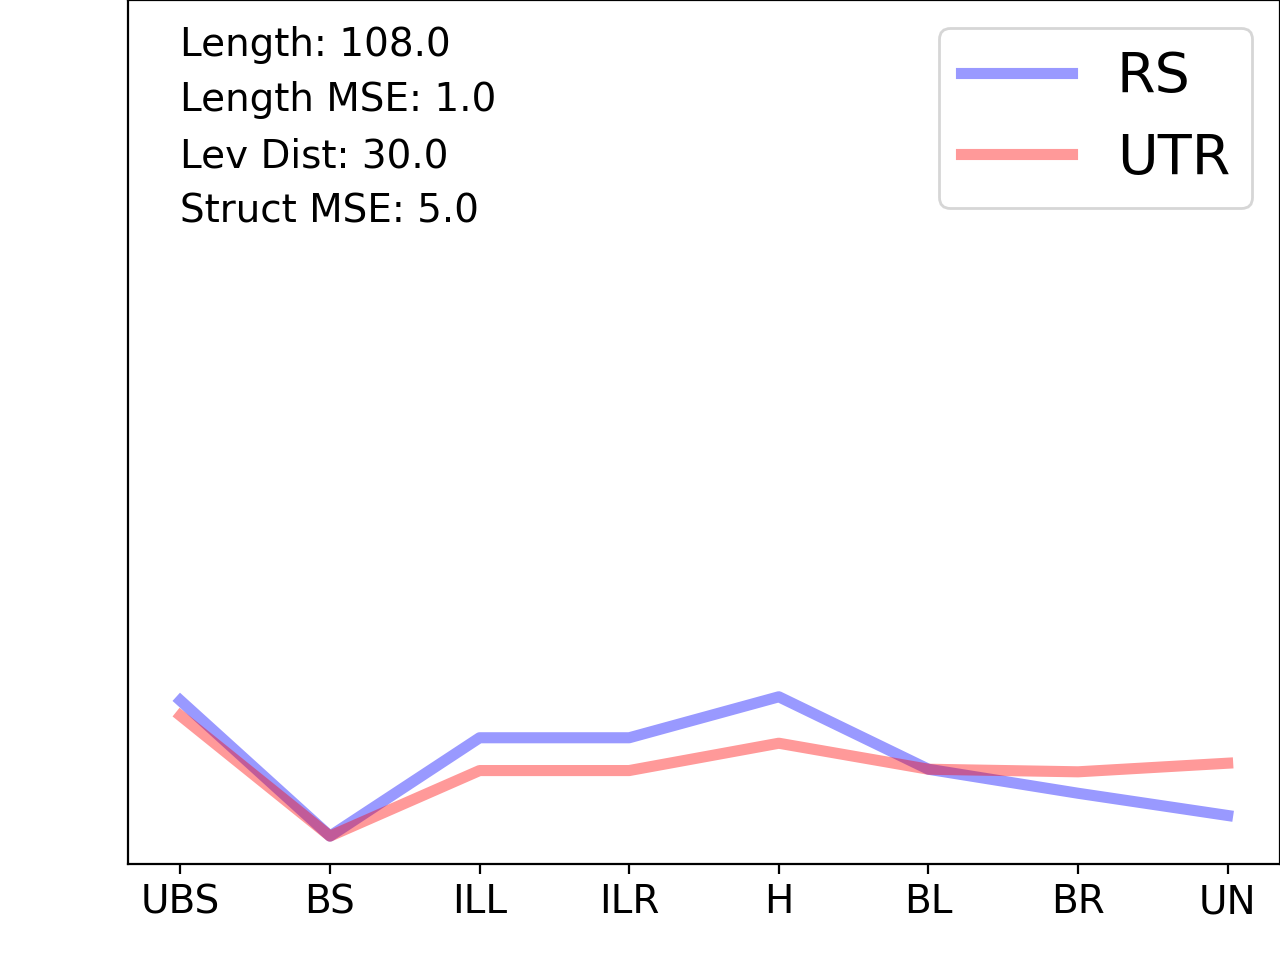 Length: 108.0
Length MSE: 1.0
Lev Dist: 30.0
Struct MSE: 5.0
RS
UTR
UBS BS ILL ILR H BL BR UN